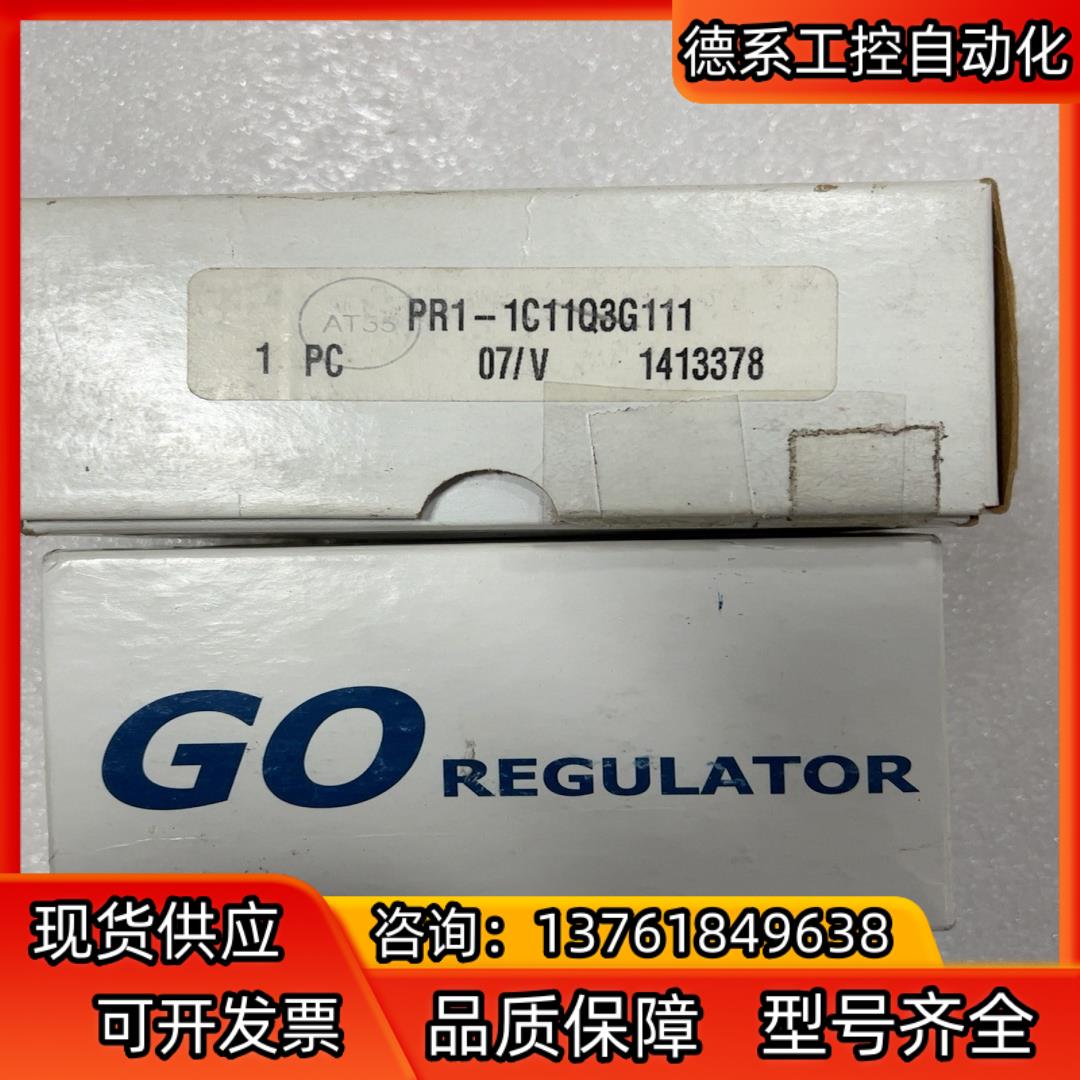 德系工控自动化
AT55
PR1-1C11Q3G111
1 PC 07/V 1413378
GO REGULATOR
现货供应
咨询：13761849638
可开发票 品质保障 型号齐全